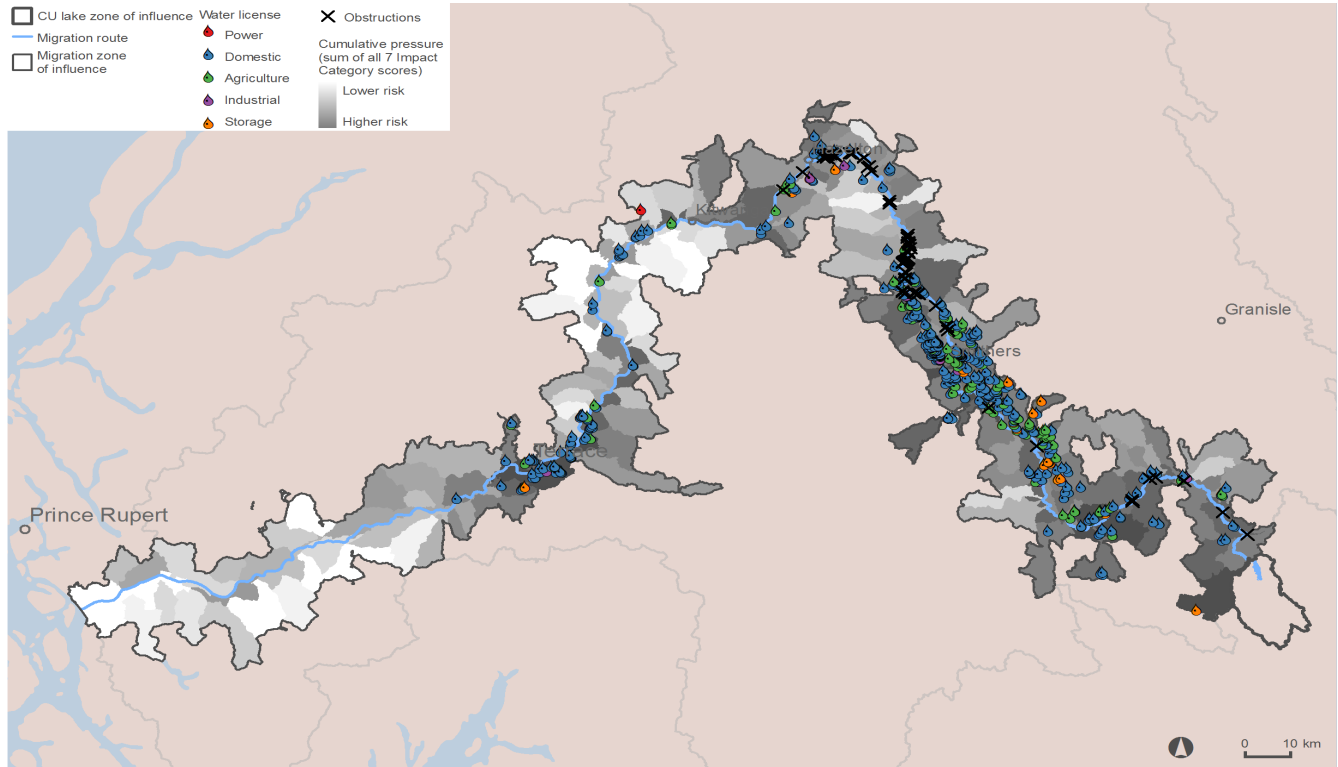 CU lake zone of influence
Migration route
Migration zone
of influence
Water license
Power
Domestic
Agriculture
Industrial
Storage
Obstructions
Cumulative pressure
(sum of all 7 Impact
Category scores)
Lower risk
Higher risk
Granisle
Terrace
Prince Rupert
0 10 km